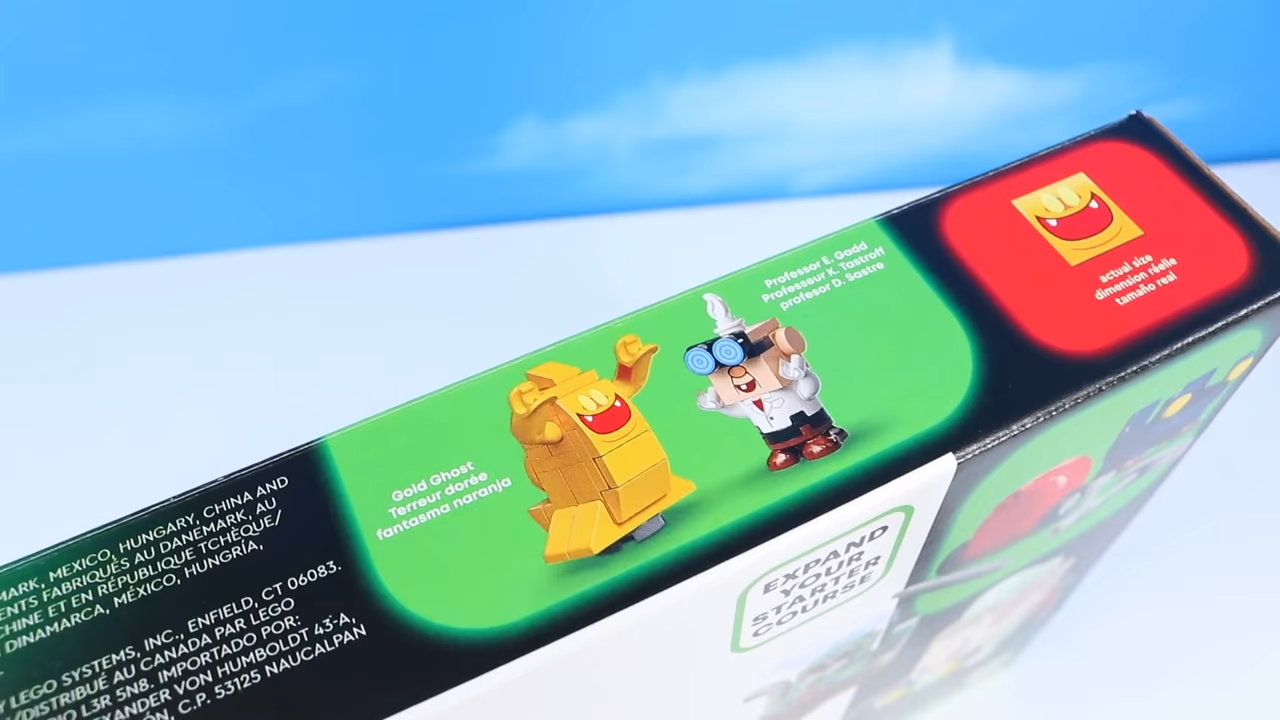 MARK, MEXICO, HUNGARY, CHINA AND
ENTS FABRIQUÉS AU DANEMARK, AU
CHINE ET EN RÉPUBLIQUE TCHÈQUE/
DINAMARCA, MÉXICO, HUNGRÍA,
LEGO SYSTEMS, INC., ENFIELD, CT 06083.
/DISTRIBUÉ AU CANADA PAR LEGO
L3R 5N8. IMPORTADO POR:
XANDER VON HUMBOLDT 43-A,
C.P. 53125 NAUCALPAN
Gold Ghost
Terreur dorée
fantasma naranja
Professor E. Gadd
Professeur K. Tastroff
profesor D. Sastre
actual size
dimension réelle
tamaño real
EXPAND
YOUR
STARTER
COURSE